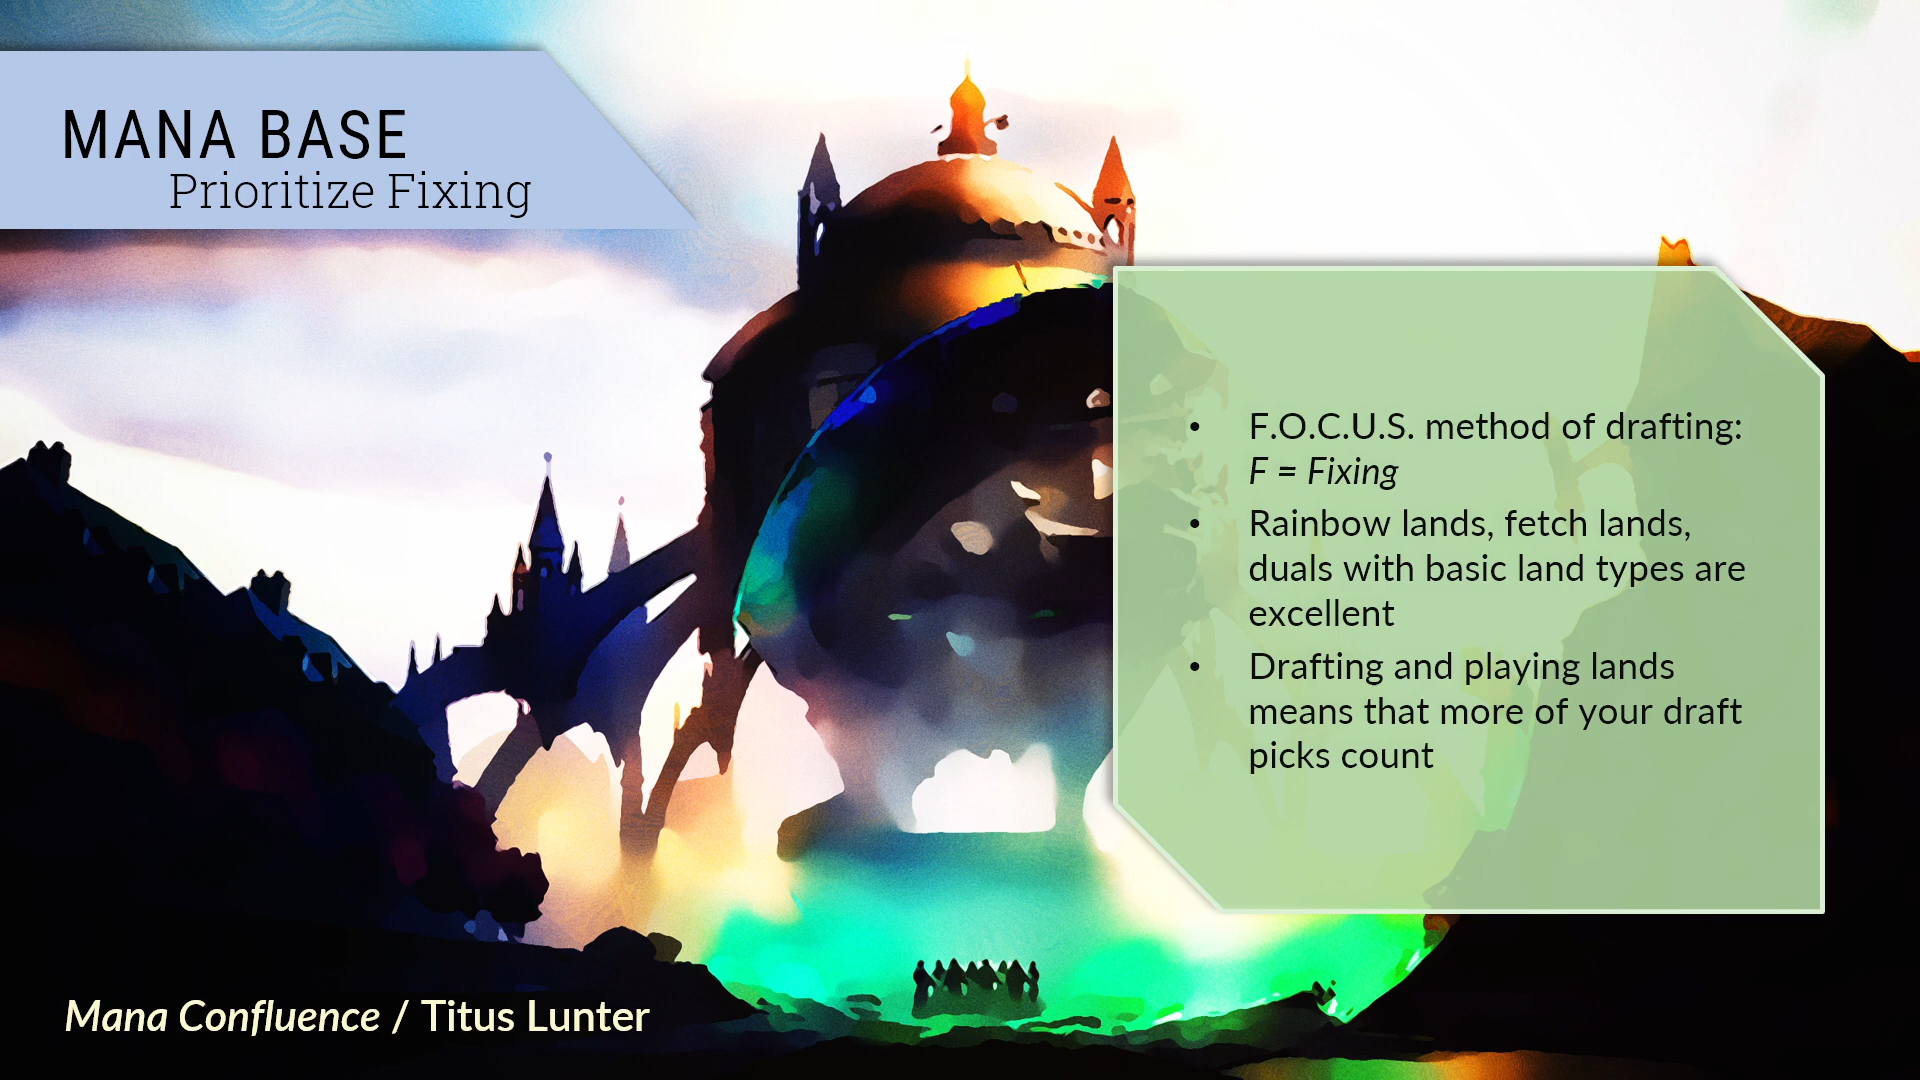 MANA BASE
Prioritize Fixing
• F.O.C.U.S. method of drafting:
F = Fixing
• Rainbow lands, fetch lands,
duals with basic land types are
excellent
• Drafting and playing lands
means that more of your draft
picks count
Mana Confluence / Titus Lunter